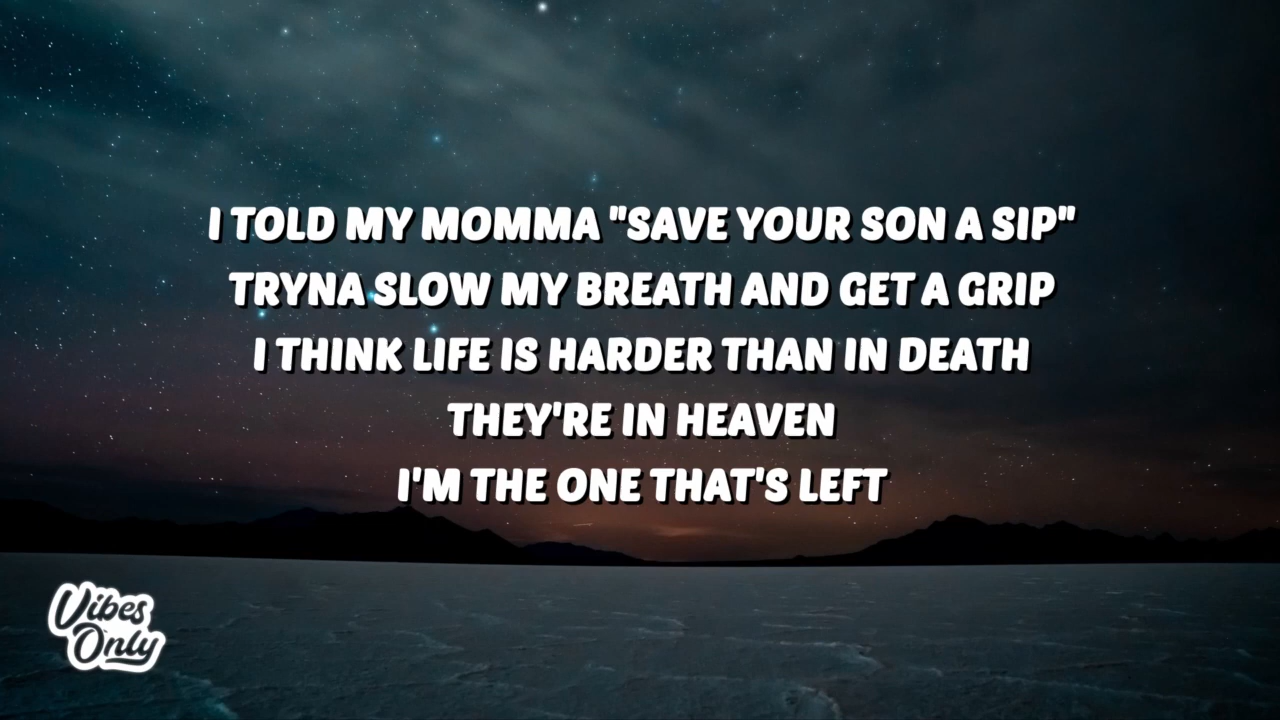 I TOLD MY MOMMA "SAVE YOUR SON A SIP"
TRYNA SLOW MY BREATH AND GET A GRIP
I THINK LIFE IS HARDER THAN IN DEATH
THEY'RE IN HEAVEN
I'M THE ONE THAT'S LEFT
Vibes
Only